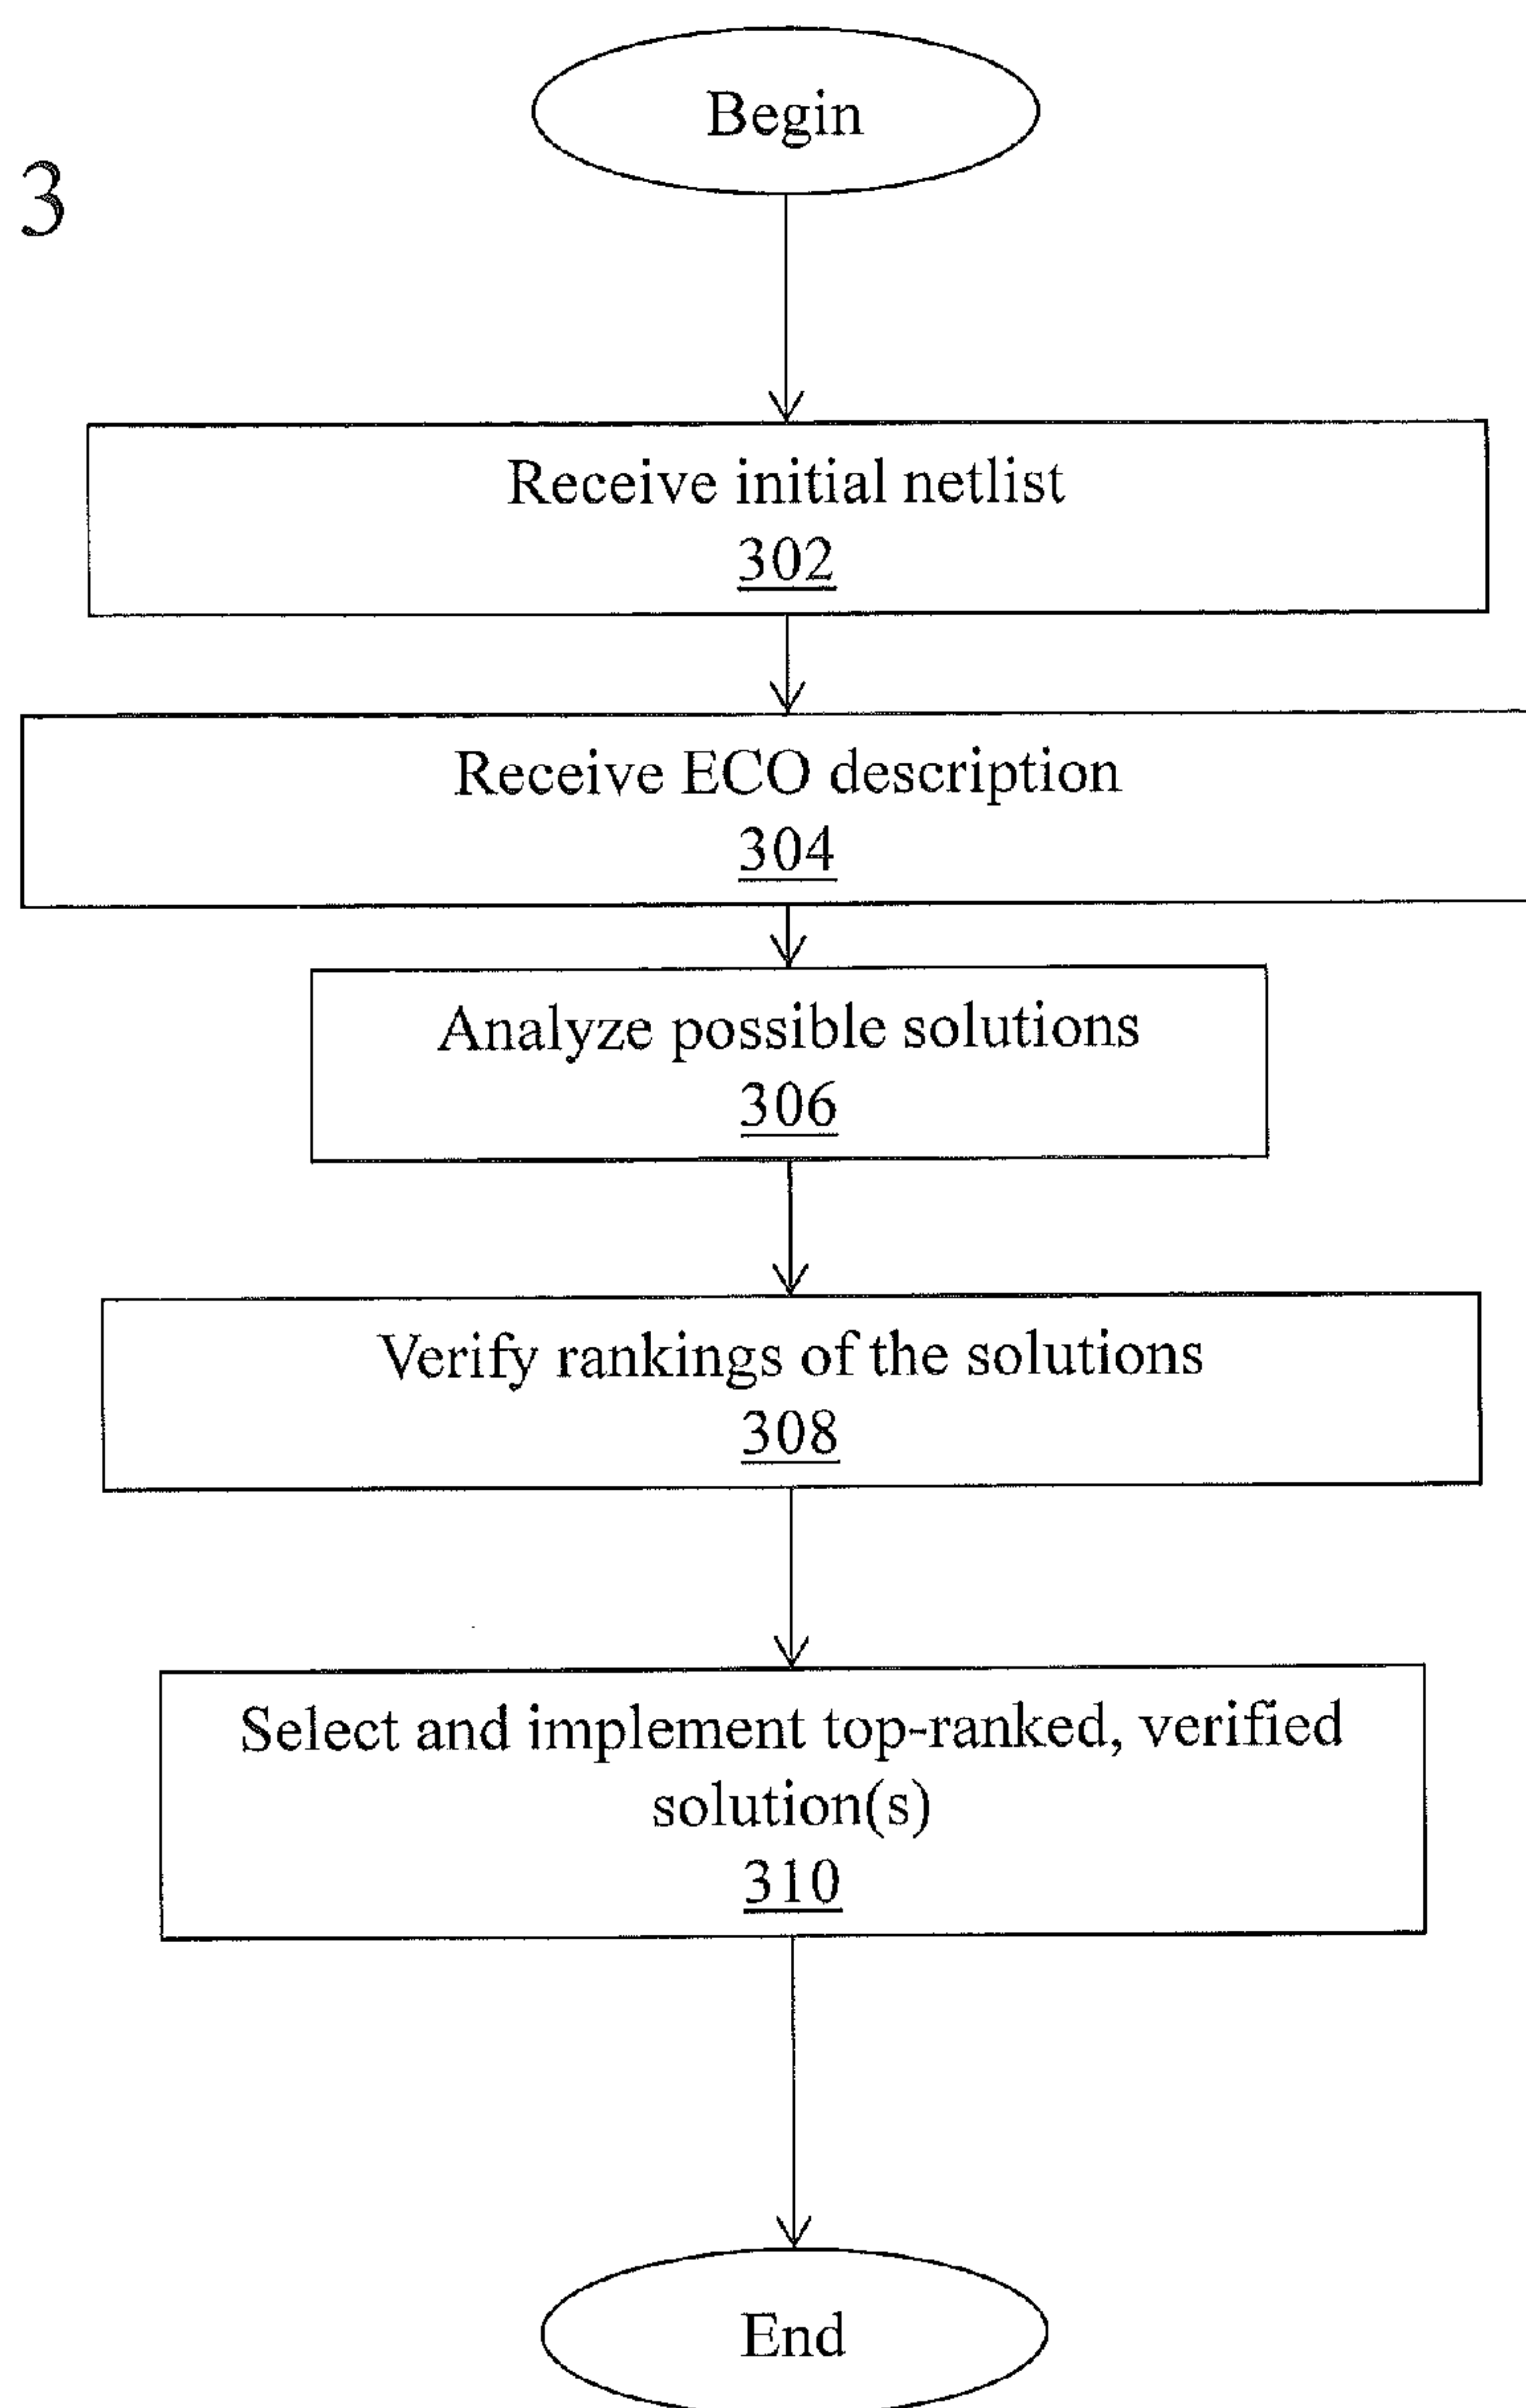 Begin
3
Receive initial netlist
302
Receive ECO description
304
Analyze possible solutions
306
Verify rankings of the solutions
308
Select and implement top-ranked, verified
solution(s)
310
End